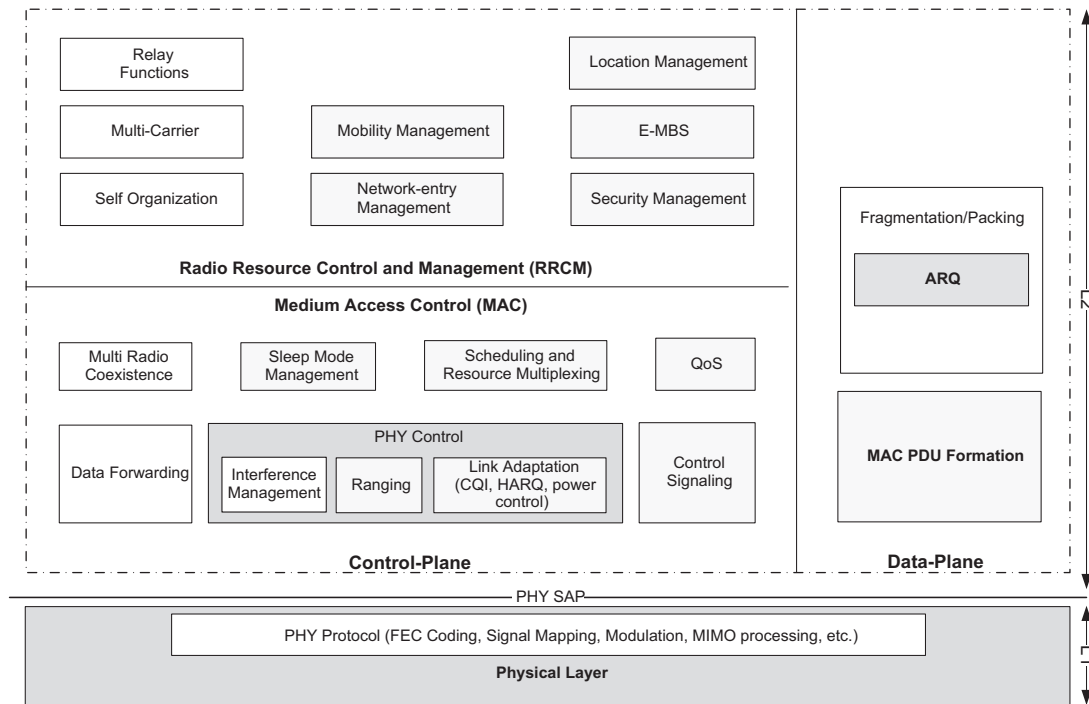 Relay
Functions
Location Management
Multi-Carrier
Mobility Management
E-MBS
Self Organization
Network-entry
Management
Security Management
Radio Resource Control and Management (RRCM)
Medium Access Control (MAC)
Multi Radio
Coexistence
Sleep Mode
Management
Scheduling and
Resource Multiplexing
QoS
Data Forwarding
PHY Control
Interference
Management
Ranging
Link Adaptation
(CQI, HARQ, power
control)
Control
Signaling
Control-Plane
Fragmentation/Packing
ARQ
MAC PDU Formation
Data-Plane
PHY SAP
PHY Protocol (FEC Coding, Signal Mapping, Modulation, MIMO processing, etc.)
Physical Layer